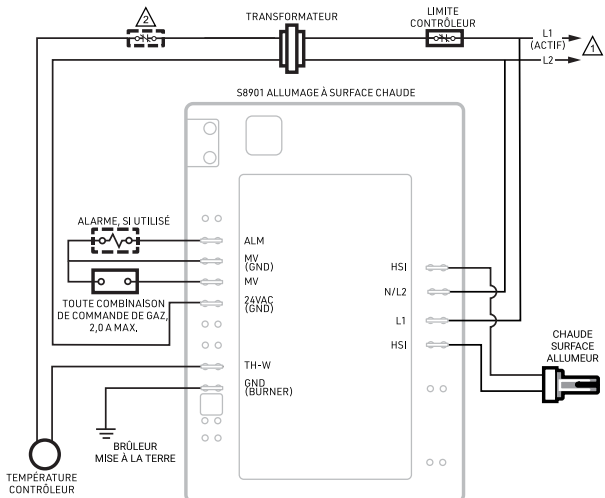 2
TRANSFORMATEUR
LIMITE
CONTRÔLEUR
L1
(ACTIF)
L2
1
S8901 ALLUMAGE À SURFACE CHAUDE
ALARME, SI UTILISÉ
TOUTE COMBINAISON
DE COMMANDE DE GAZ,
2,0 A MAX.
ALM
MV
(GND)
MV
24VAC
(GND)
TH-W
GND
(BURNER)
HSI
N/L2
L1
HSI
CHAUDE
SURFACE
ALLUMEUR
BRÛLEUR
MISE À LA TERRE
TEMPÉRATURE
CONTRÔLEUR